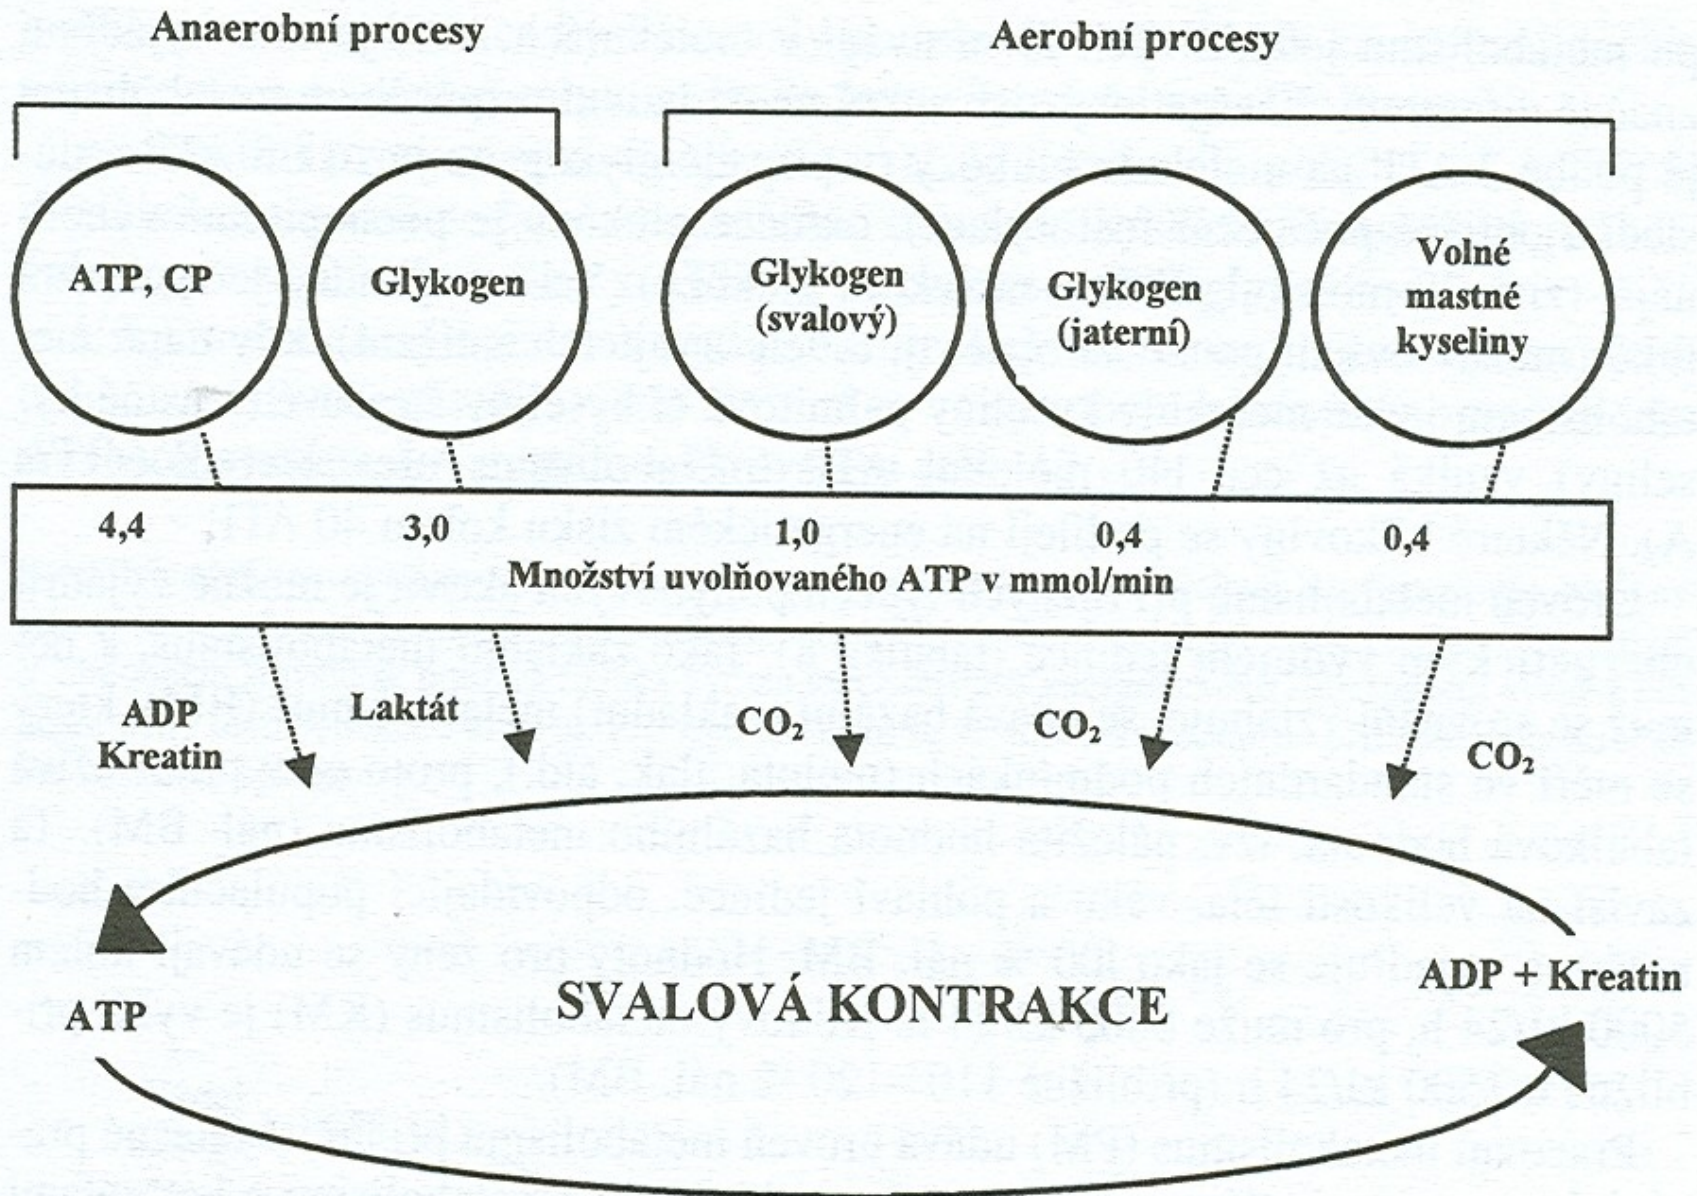 Anaerobní procesy
Aerobní procesy
ATP, CP
Glykogen
Glykogen
(svalový)
Glykogen
(jaterní)
Volné
mastné
kyseliny
4,4 3,0 1,0 0,4 0,4
Množství uvolňovaného ATP v mmol/min
ADP
Kreatin
Laktát
CO₂
CO₂
CO₂
ATP
SVALOVÁ KONTRAKCE
ADP + Kreatin